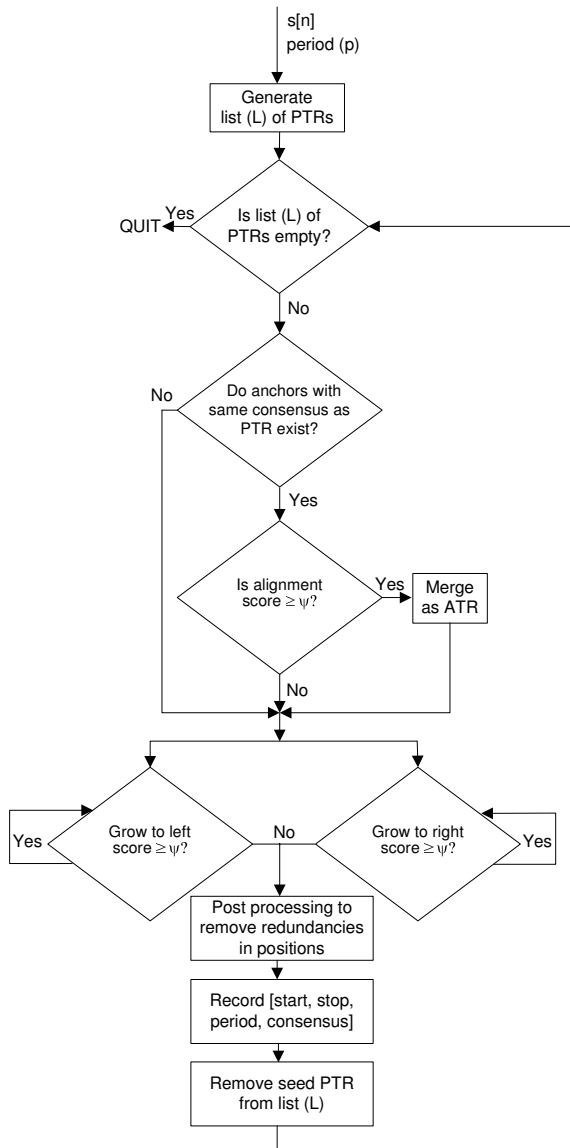 s[n]
period (p)
Generate
list (L) of PTRs
Is list (L) of
PTRs empty?
Yes
QUIT
No
Do anchors with
same consensus as
PTR exist?
No
Yes
Is alignment
score ≥ ψ?
Yes
Merge
as ATR
No
Grow to left
score ≥ ψ?
Yes
No
Grow to right
score ≥ ψ?
Yes
Post processing to
remove redundancies
in positions
Record [start, stop,
period, consensus]
Remove seed PTR
from list (L)